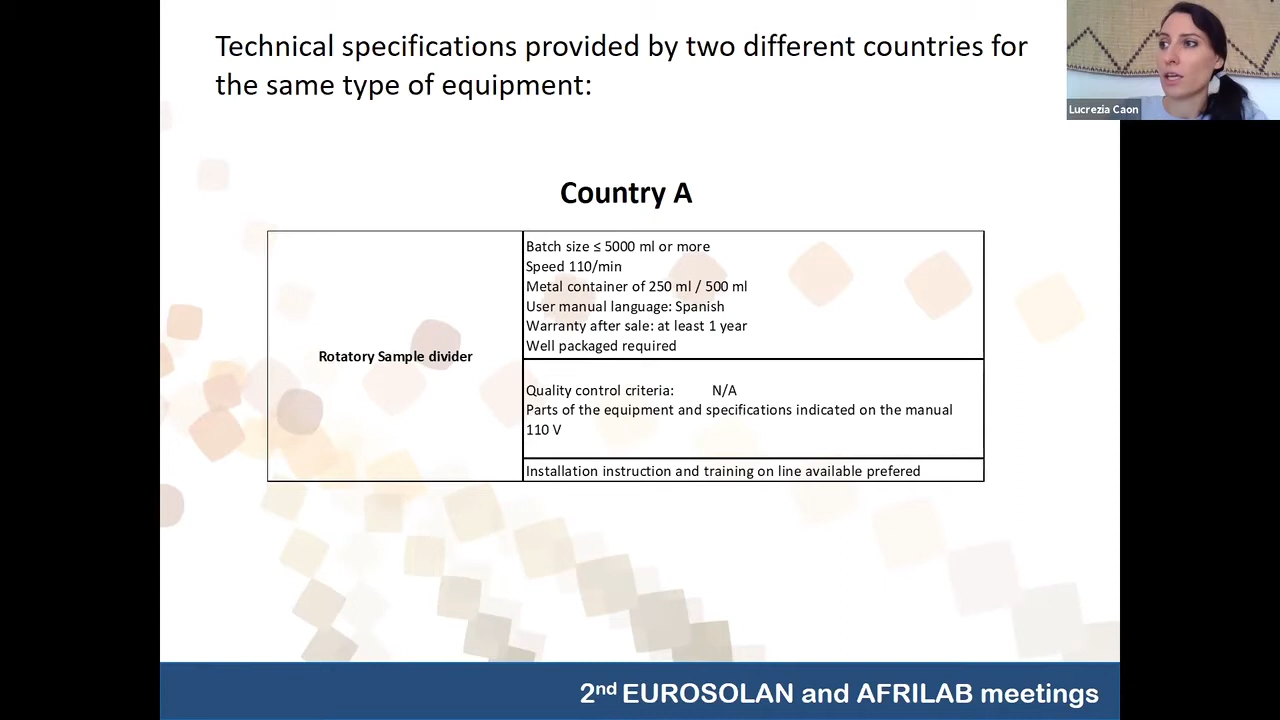 Technical specifications provided by two different countries for
the same type of equipment:
Lucrezia Caon
Country A
Rotatory Sample divider
Batch size ≤ 5000 ml or more
Speed 110/min
Metal container of 250 ml / 500 ml
User manual language: Spanish
Warranty after sale: at least 1 year
Well packaged required
Quality control criteria: N/A
Parts of the equipment and specifications indicated on the manual
110 V
Installation instruction and training on line available prefered
2nd EUROSOLAN and AFRILAB meetings